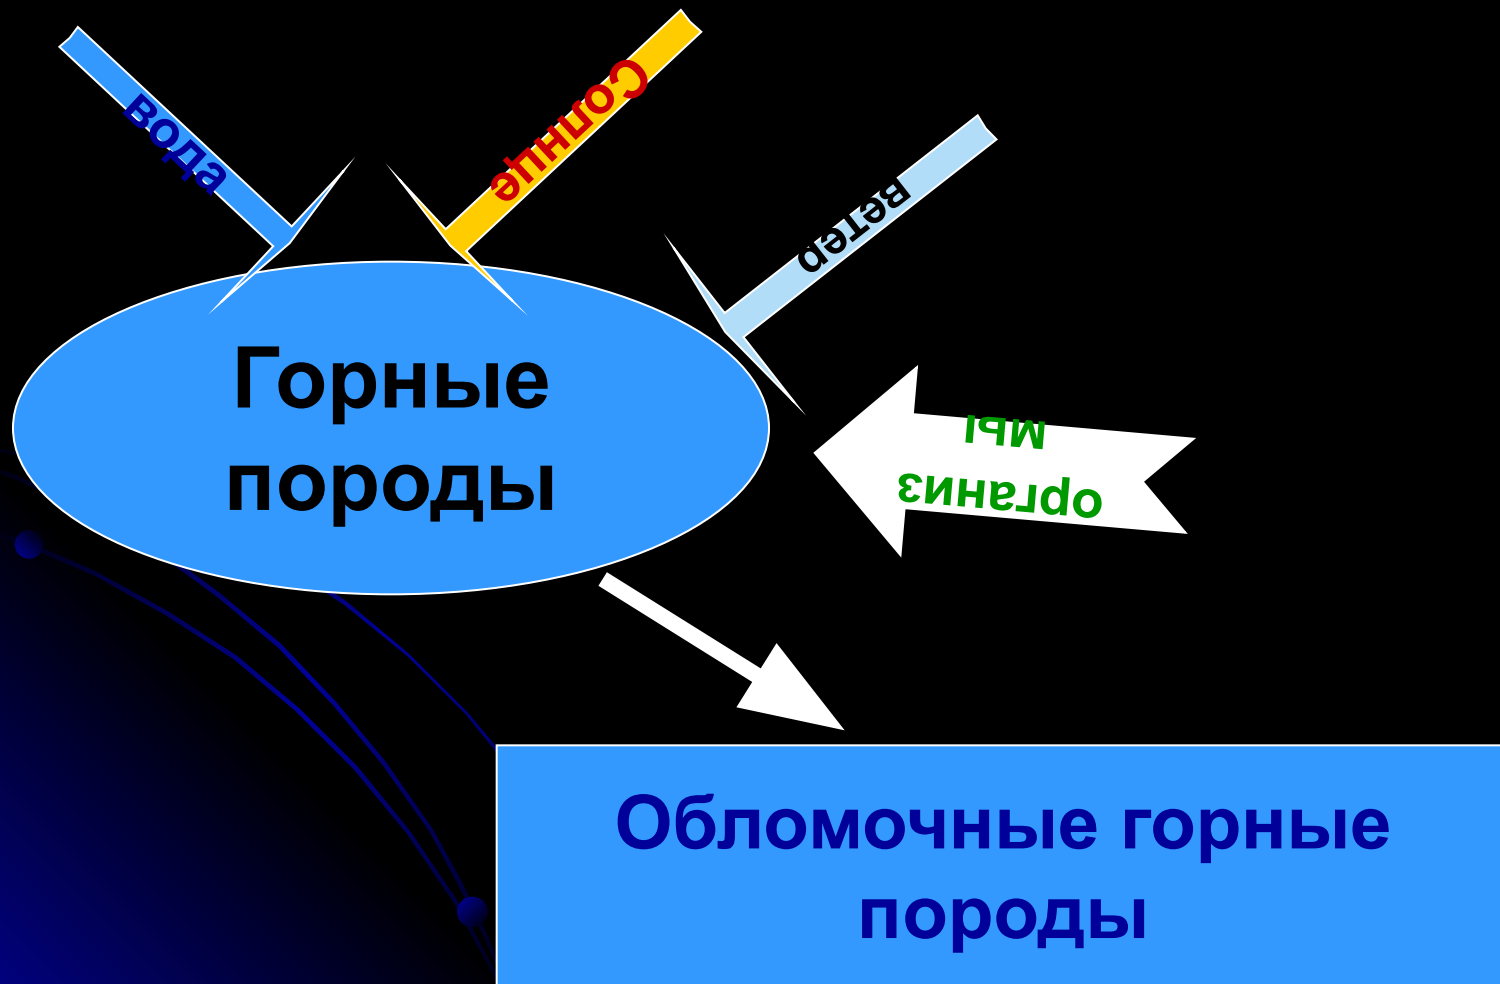 вода
Солнце
ветер
организ
мы
Горные
породы
Обломочные горные
породы